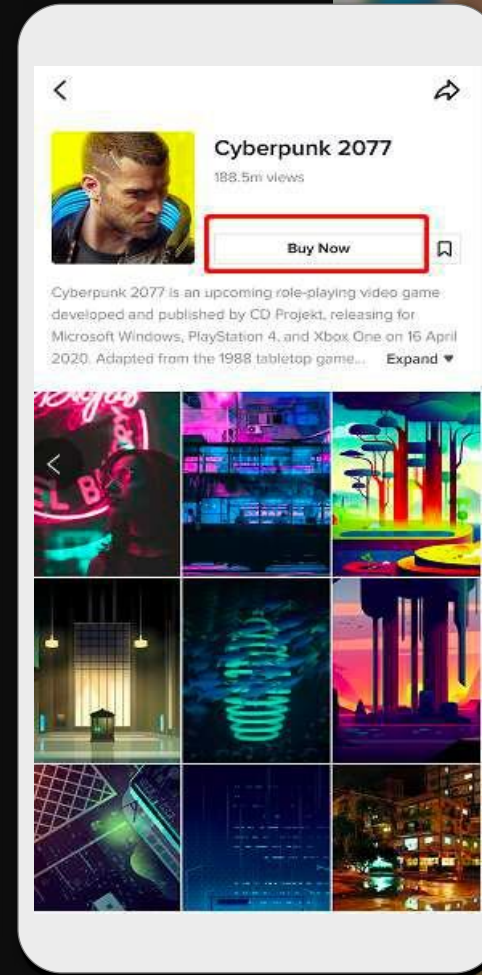 Cyberpunk 2077
188.5m views
Buy Now
Cyberpunk 2077 is an upcoming role-playing video game
developed and published by CD Projekt, releasing for
Microsoft Windows, PlayStation 4, and Xbox One on 16 April
2020. Adapted from the 1988 tabletop game... Expand